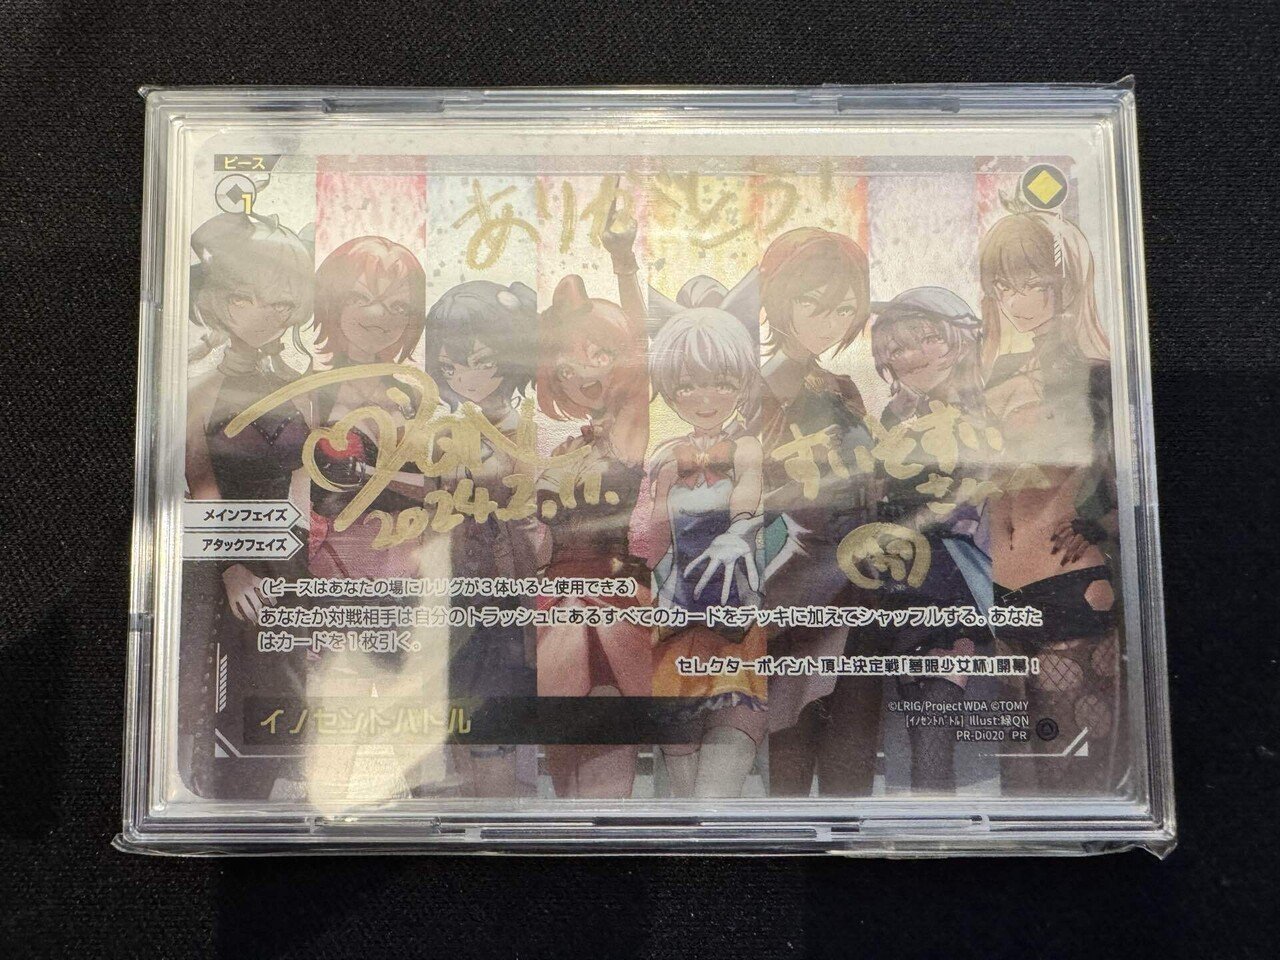 ピース
1
ありがとう!
2024.2.17.
すいとすい
さんへ
メインフェイズ
アタックフェイズ
(ピースはあなたの場にルリグが3体いると使用できる)
あなたか対戦相手は自分のトラッシュにあるすべてのカードをデッキに加えてシャッフルする。あなた
はカードを1枚引く。
セレクターポイント頂上決定戦「夢限少女杯」開幕!
イノセントバトル
©LRIG/Project WDA ©TOMY
[イノセントバトル] Illust:緑QN
PR-Di020 PR